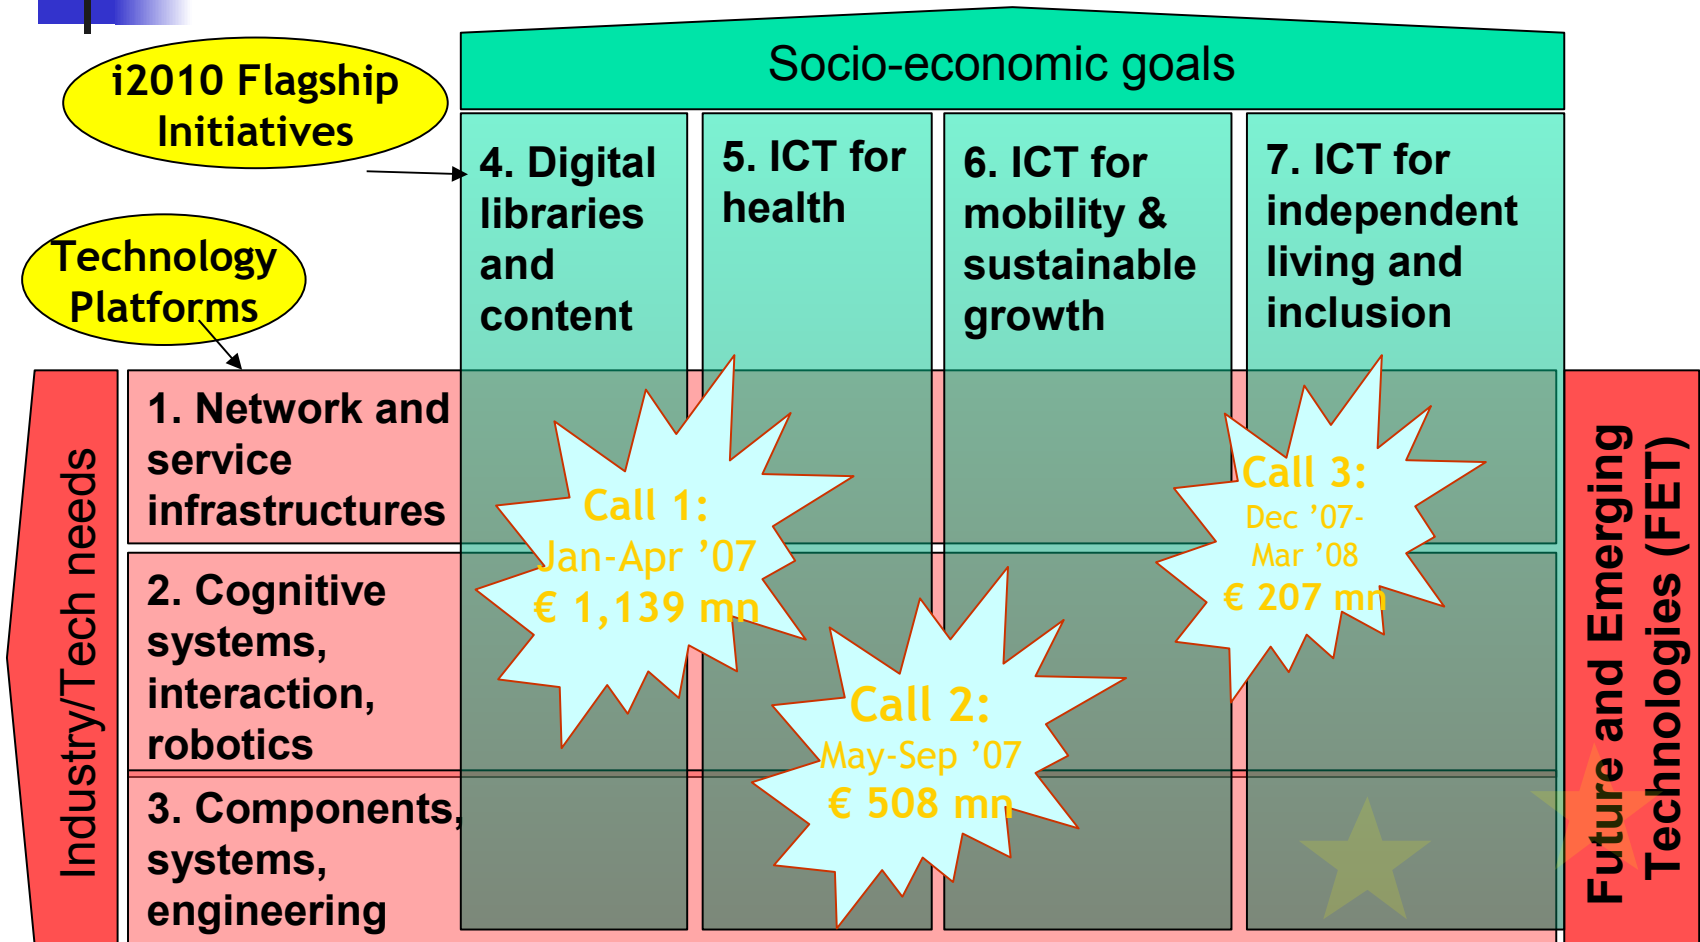 Socio-economic goals
i2010 Flagship
Initiatives
Technology
Platforms
4. Digital
libraries
and
content
5. ICT for
health
6. ICT for
mobility &
sustainable
growth
7. ICT for
independent
living and
inclusion
Industry/Tech needs
1. Network and
service
infrastructures
2. Cognitive
systems,
interaction,
robotics
3. Components,
systems,
engineering
Call 1:
Jan-Apr ’07
€ 1,139 mn
Call 2:
May-Sep ’07
€ 508 mn
Call 3:
Dec ’07-
Mar ’08
€ 207 mn
Future and Emerging
Technologies (FET)